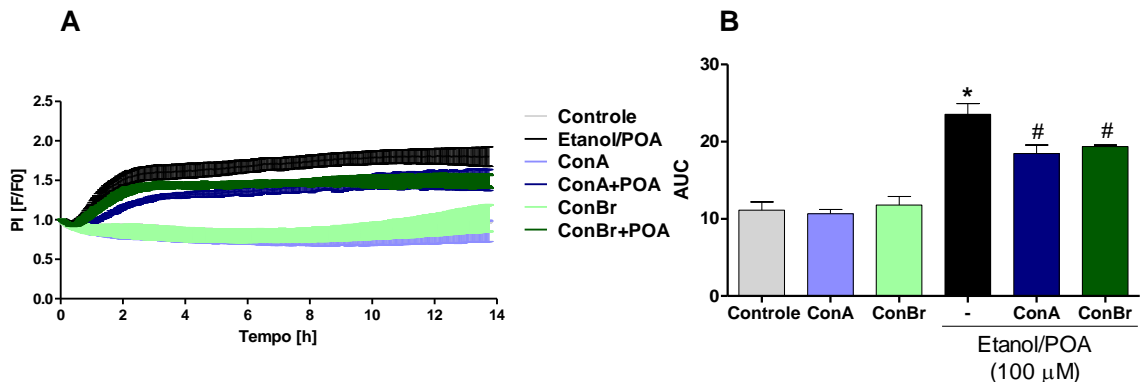 A
PI [F/F0]
2.5
2.0
1.5
1.0
0.5
0.0
0 2 4 6 8 10 12 14
Tempo [h]
Controle
Etanol/POA
ConA
ConA+POA
ConBr
ConBr+POA
B
AUC
30
20
10
0
* # #
Controle ConA ConBr - ConA ConBr
Etanol/POA
(100 µM)